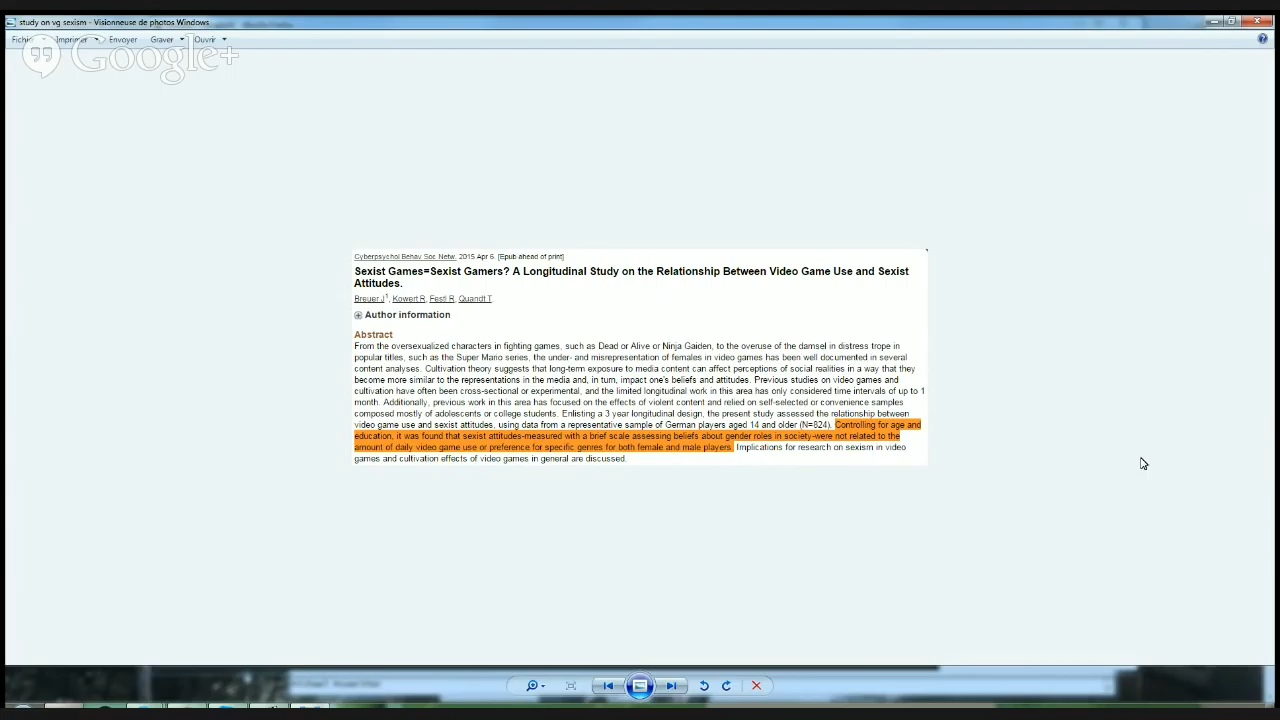 study on vg sexism - Visionneuse de photos Windows
Imprimer Envoyer Graver Ouvrir
Google+
Cyberpsychol Behav Soc Netw. 2015 Apr 6. [Epub ahead of print]
Sexist Games=Sexist Gamers? A Longitudinal Study on the Relationship Between Video Game Use and Sexist
Attitudes.
Breuer J1, Kowert R, Festl R, Quandt T.
Author information
Abstract
From the oversexualized characters in fighting games, such as Dead or Alive or Ninja Gaiden, to the overuse of the damsel in distress trope in
popular titles, such as the Super Mario series, the under- and misrepresentation of females in video games has been well documented in several
content analyses. Cultivation theory suggests that long-term exposure to media content can affect perceptions of social realities in a way that they
become more similar to the representations in the media and, in turn, impact one's beliefs and attitudes. Previous studies on video games and
cultivation have often been cross-sectional or experimental, and the limited longitudinal work in this area has only considered time intervals of up to 1
month. Additionally, previous work in this area has focused on the effects of violent content and relied on self-selected or convenience samples
composed mostly of adolescents or college students. Enlisting a 3 year longitudinal design, the present study assessed the relationship between
video game use and sexist attitudes, using data from a representative sample of German players aged 14 and older (N=824). Controlling for age and
education, it was found that sexist attitudes-measured with a brief scale assessing beliefs about gender roles in society-were not related to the
amount of daily video game use or preference for specific genres for both female and male players. Implications for research on sexism in video
games and cultivation effects of video games in general are discussed.